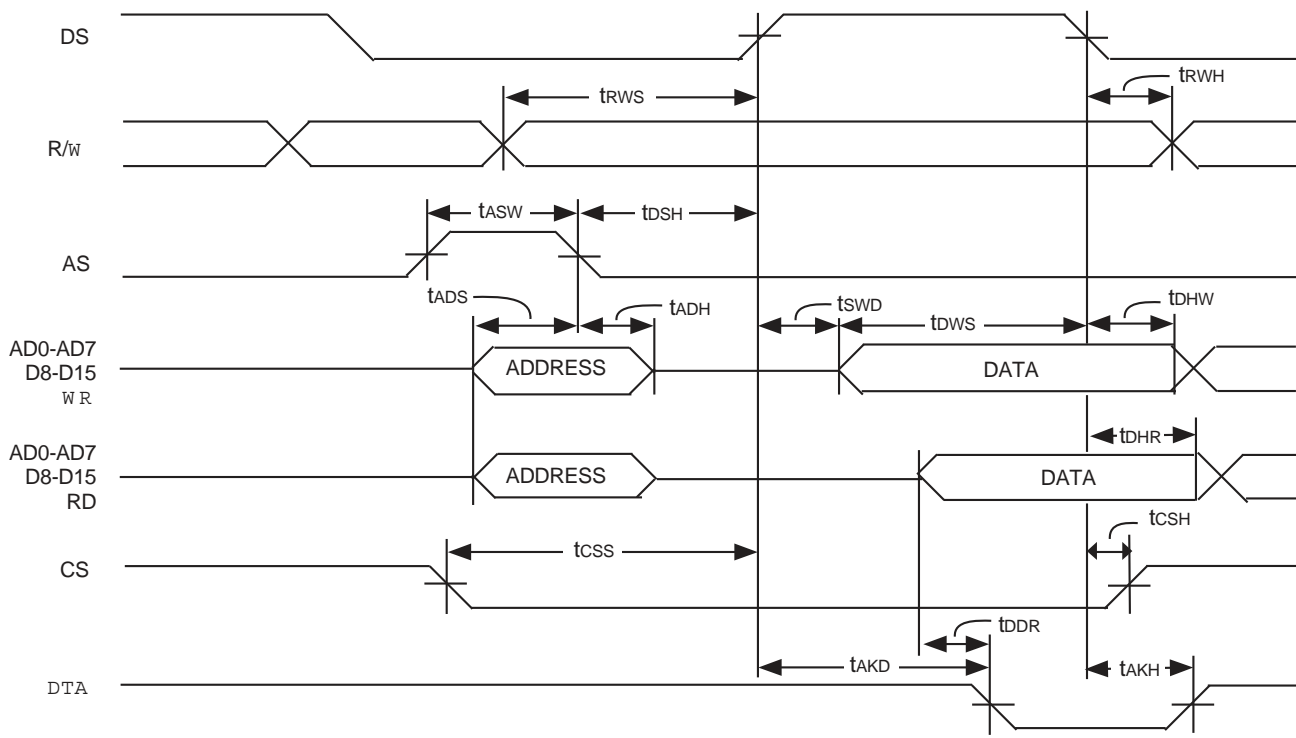 DS
tRWS
tRWH
R/W
tASW
tDSH
AS
tADS
tADH
tSWD
tDWS
tDHW
AD0-AD7
D8-D15
WR
ADDRESS
DATA
tDHR
AD0-AD7
D8-D15
RD
ADDRESS
DATA
tCSS
tCSH
CS
tDDR
tAKD
tAKH
DTA